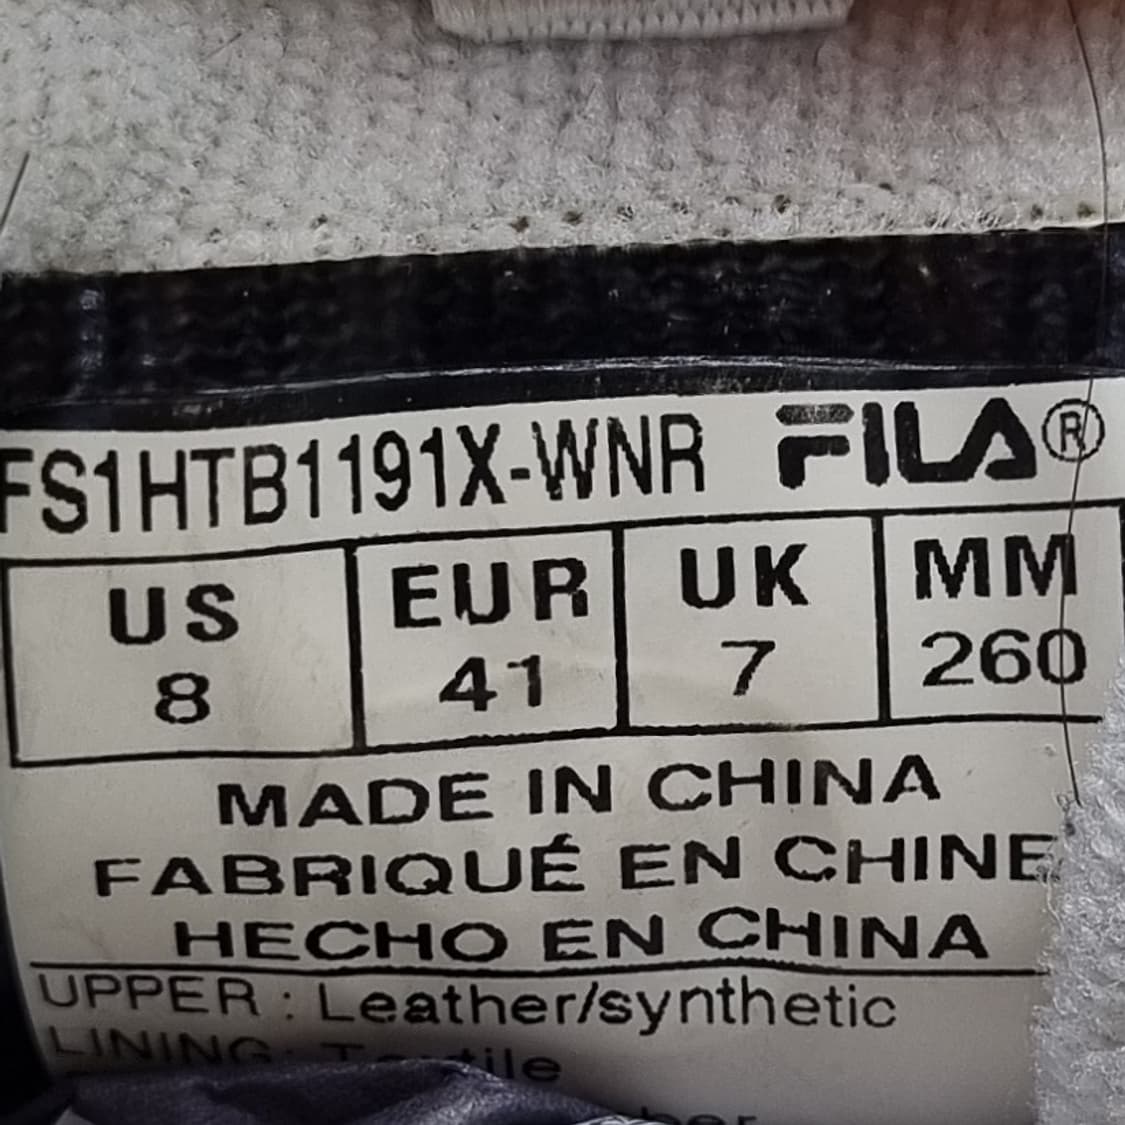 FS1HTB1191X-WNR FILA®
US EUR UK MM
8 41 7 260
MADE IN CHINA
FABRIQUÉ EN CHINE
HECHO EN CHINA
UPPER : Leather/synthetic
LINING: